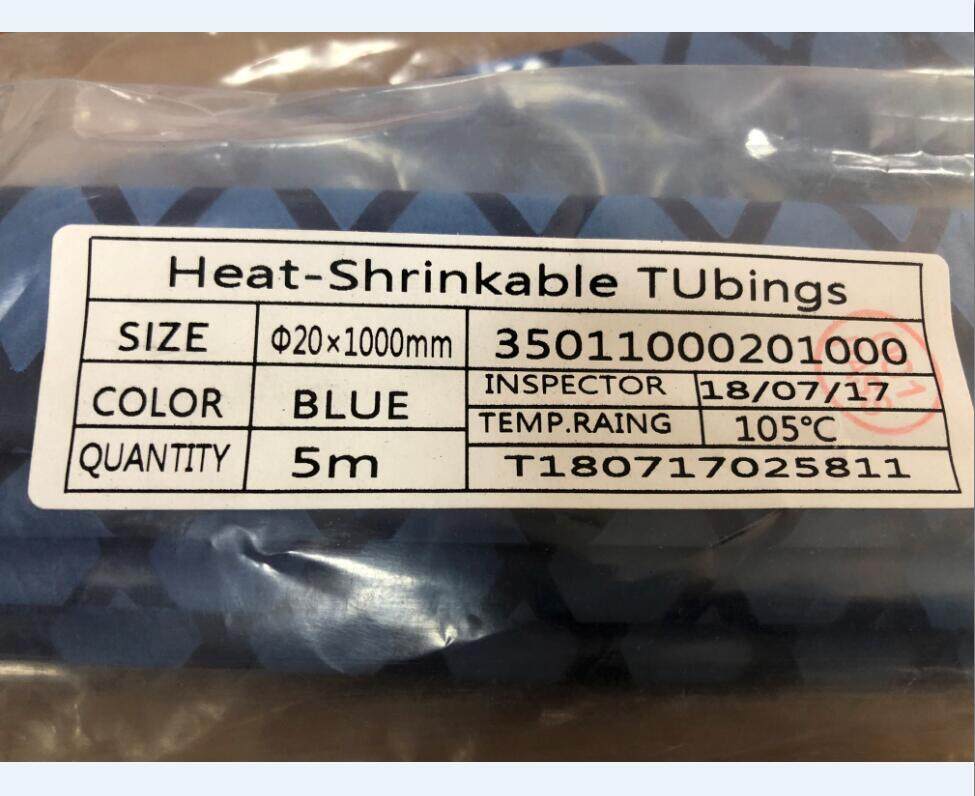 Heat-Shrinkable TUbings
SIZE Φ20×1000mm 35011000201000
COLOR BLUE INSPECTOR 18/07/17
TEMP.RAING 105℃
QUANTITY 5m T180717025811